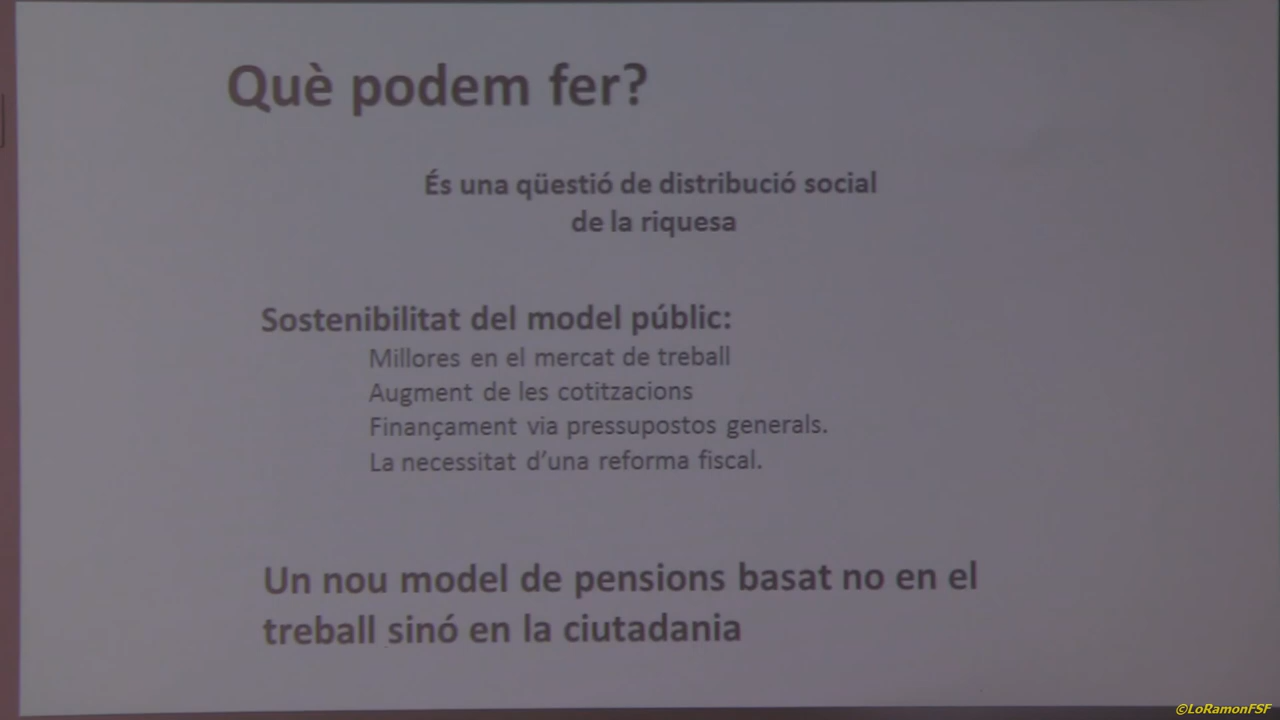 Què podem fer?
És una qüestió de distribució social
de la riquesa
Sostenibilitat del model públic:
Millores en el mercat de treball
Augment de les cotitzacions
Finançament via pressupostos generals.
La necessitat d'una reforma fiscal.
Un nou model de pensions basat no en el
treball sinó en la ciutadania
©LoRamonFSF